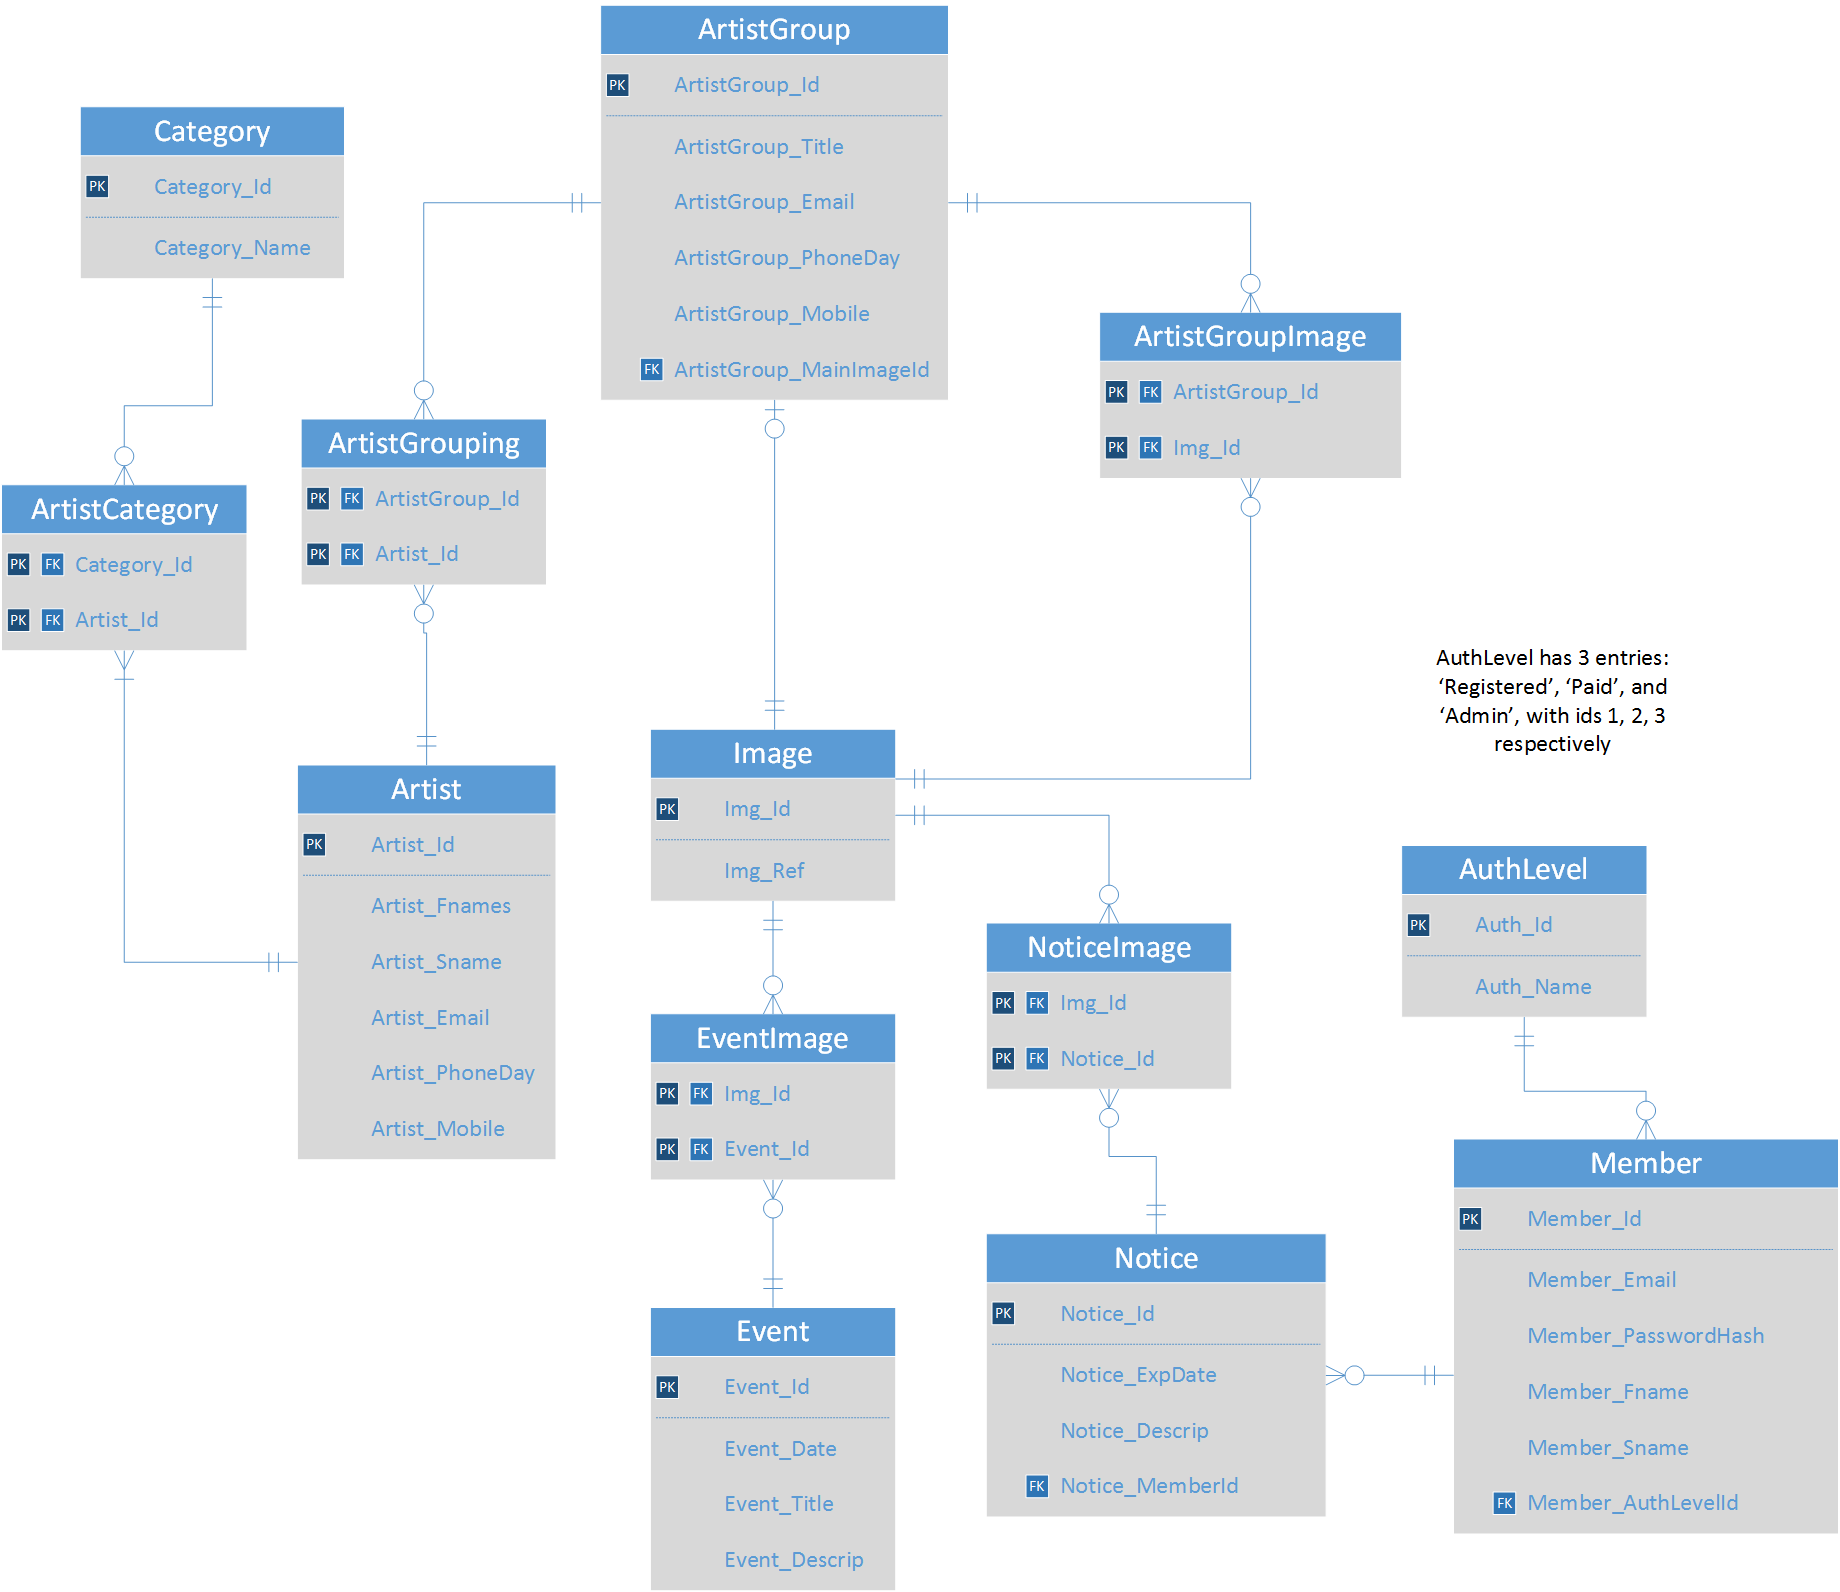 ArtistGroup
PK ArtistGroup_Id
ArtistGroup_Title
ArtistGroup_Email
ArtistGroup_PhoneDay
ArtistGroup_Mobile
FK ArtistGroup_MainImageId
Category
PK Category_Id
Category_Name
ArtistGroupImage
PK FK ArtistGroup_Id
PK FK Img_Id
ArtistGrouping
PK FK ArtistGroup_Id
PK FK Artist_Id
ArtistCategory
PK FK Category_Id
PK FK Artist_Id
AuthLevel has 3 entries:
‘Registered’, ‘Paid’, and
‘Admin’, with ids 1, 2, 3
respectively
Artist
PK Artist_Id
Artist_Fnames
Artist_Sname
Artist_Email
Artist_PhoneDay
Artist_Mobile
Image
PK Img_Id
Img_Ref
AuthLevel
PK Auth_Id
Auth_Name
NoticeImage
PK FK Img_Id
PK FK Notice_Id
EventImage
PK FK Img_Id
PK FK Event_Id
Member
PK Member_Id
Member_Email
Member_PasswordHash
Member_Fname
Member_Sname
FK Member_AuthLevelId
Notice
PK Notice_Id
Notice_ExpDate
Notice_Descrip
FK Notice_MemberId
Event
PK Event_Id
Event_Date
Event_Title
Event_Descrip